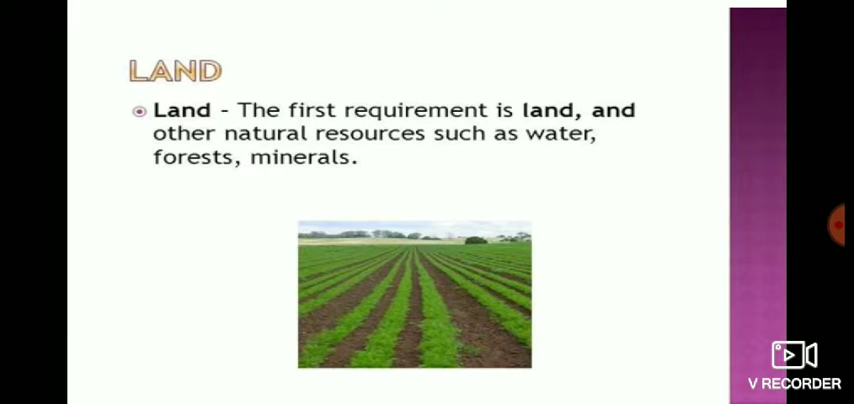 LAND
Land - The first requirement is land, and
other natural resources such as water,
forests, minerals.
V RECORDER